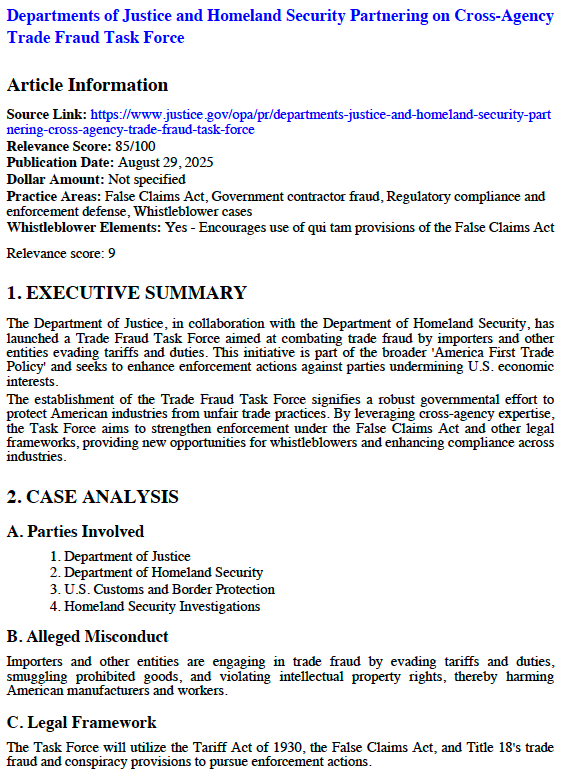 Departments of Justice and Homeland Security Partnering on Cross-Agency
Trade Fraud Task Force
Article Information
Source Link: https://www.justice.gov/opa/pr/departments-justice-and-homeland-security-part
nering-cross-agency-trade-fraud-task-force
Relevance Score: 85/100
Publication Date: August 29, 2025
Dollar Amount: Not specified
Practice Areas: False Claims Act, Government contractor fraud, Regulatory compliance and
enforcement defense, Whistleblower cases
Whistleblower Elements: Yes - Encourages use of qui tam provisions of the False Claims Act
Relevance score: 9
1. EXECUTIVE SUMMARY
The Department of Justice, in collaboration with the Department of Homeland Security, has
launched a Trade Fraud Task Force aimed at combating trade fraud by importers and other
entities evading tariffs and duties. This initiative is part of the broader 'America First Trade
Policy' and seeks to enhance enforcement actions against parties undermining U.S. economic
interests.
The establishment of the Trade Fraud Task Force signifies a robust governmental effort to
protect American industries from unfair trade practices. By leveraging cross-agency expertise,
the Task Force aims to strengthen enforcement under the False Claims Act and other legal
frameworks, providing new opportunities for whistleblowers and enhancing compliance across
industries.
2. CASE ANALYSIS
A. Parties Involved
1. Department of Justice
2. Department of Homeland Security
3. U.S. Customs and Border Protection
4. Homeland Security Investigations
B. Alleged Misconduct
Importers and other entities are engaging in trade fraud by evading tariffs and duties,
smuggling prohibited goods, and violating intellectual property rights, thereby harming
American manufacturers and workers.
C. Legal Framework
The Task Force will utilize the Tariff Act of 1930, the False Claims Act, and Title 18's trade
fraud and conspiracy provisions to pursue enforcement actions.